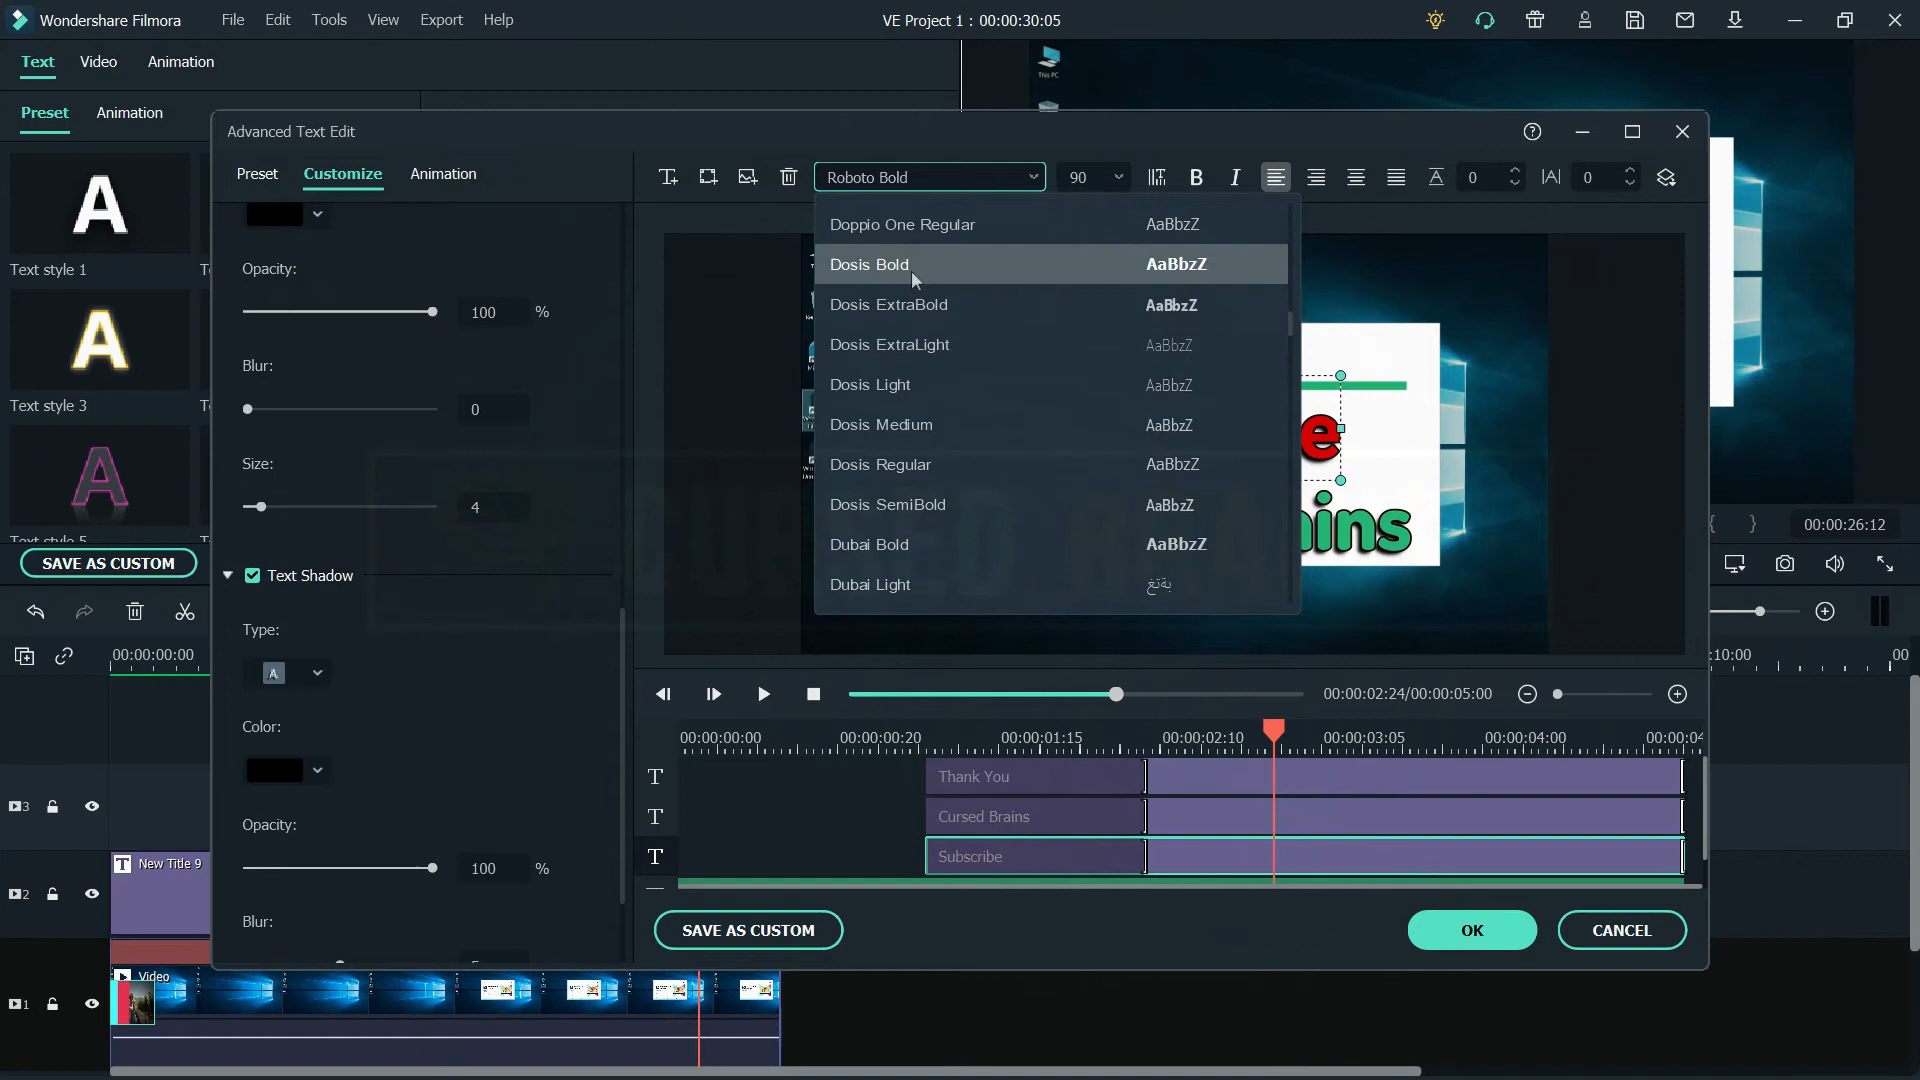 Wondershare Filmora File Edit Tools View Export Help VE Project 1 : 00:00:30:05
Text Video Animation
This PC
Preset Animation
Advanced Text Edit
Preset Customize Animation
Roboto Bold 90 B I 0 0
Text style 1
Text style 3
SAVE AS CUSTOM
Opacity:
100 %
Blur:
0
Size:
4
Text Shadow
Type:
Color:
Opacity:
100 %
Blur:
Doppio One Regular AaBbzZ
Dosis Bold AaBbzZ
Dosis ExtraBold AaBbzZ
Dosis ExtraLight AaBbzZ
Dosis Light AaBbzZ
Dosis Medium AaBbzZ
Dosis Regular AaBbzZ
Dosis SemiBold AaBbzZ
Dubai Bold AaBbzZ
Dubai Light
e
ins
00:00:26:12
00:00:02:24/00:00:05:00
00:00:00:00 00:00:00:20 00:00:01:15 00:00:02:10 00:00:03:05 00:00:04:00 00:00:04
Thank You
Cursed Brains
Subscribe
SAVE AS CUSTOM OK CANCEL
00:00:00:00 :10:00 00
3
2 New Title 9
1 Video